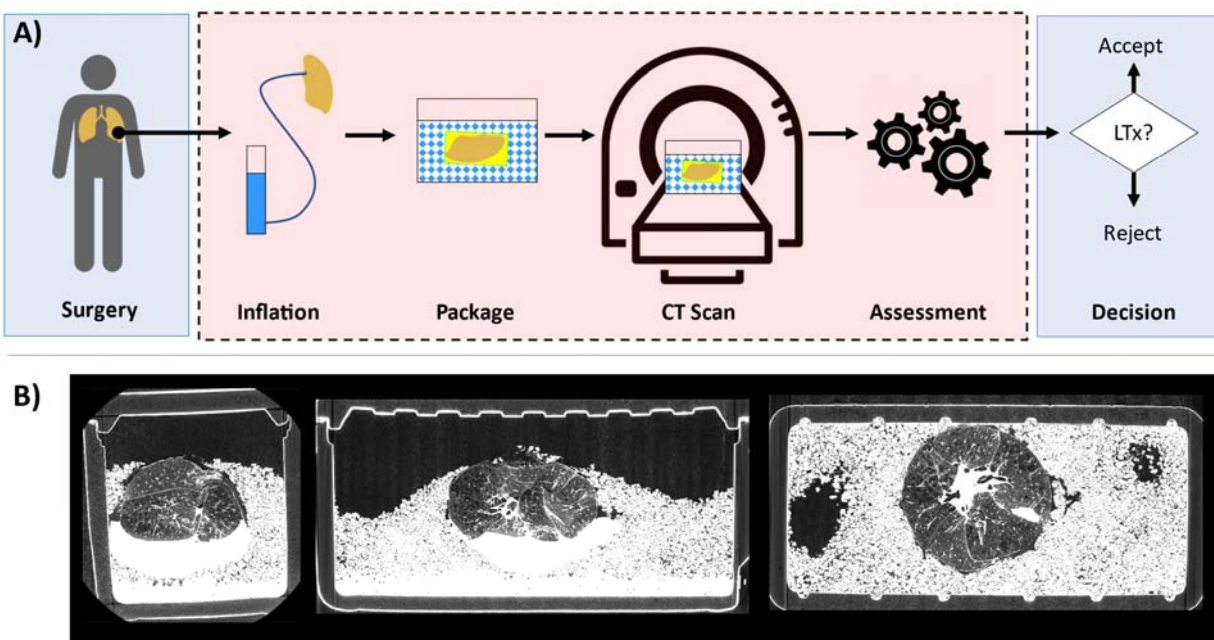 A)
Accept
LTx?
Reject
Surgery
Inflation
Package
CT Scan
Assessment
Decision
B)